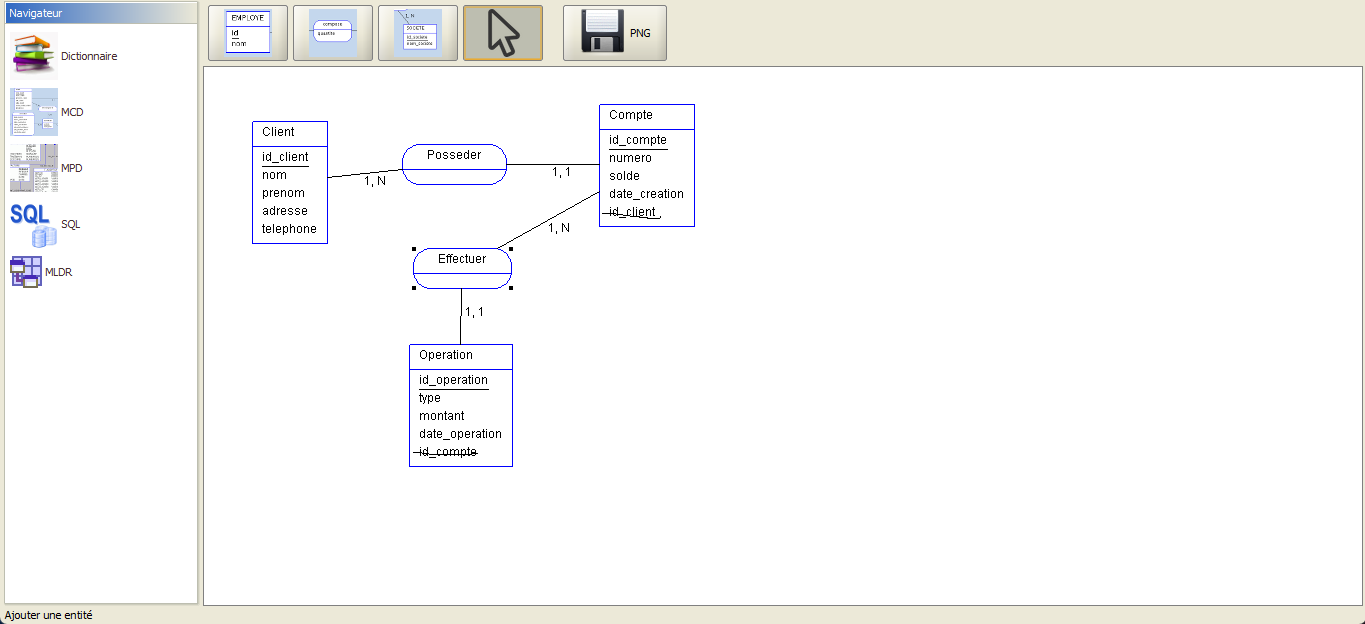 Navigateur
Dictionnaire
MCD
MPD
SQL
SQL
MLDR
EMPLOYE
id
nom
compose
quantite
1, N
SOCIETE
id_societe
PNG
Client
id_client
nom
prenom
adresse
telephone
1, N
Posseder
1, 1
Compte
id_compte
numero
solde
date_creation
id_client
1, N
Effectuer
1, 1
Operation
id_operation
type
montant
date_operation
id_compte
Ajouter une entité